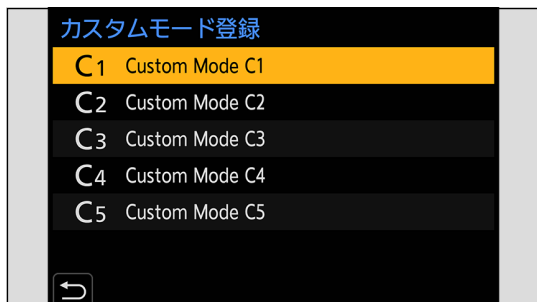 カスタムモード登録
C1 Custom Mode C1
C2 Custom Mode C2
C3 Custom Mode C3
C4 Custom Mode C4
C5 Custom Mode C5